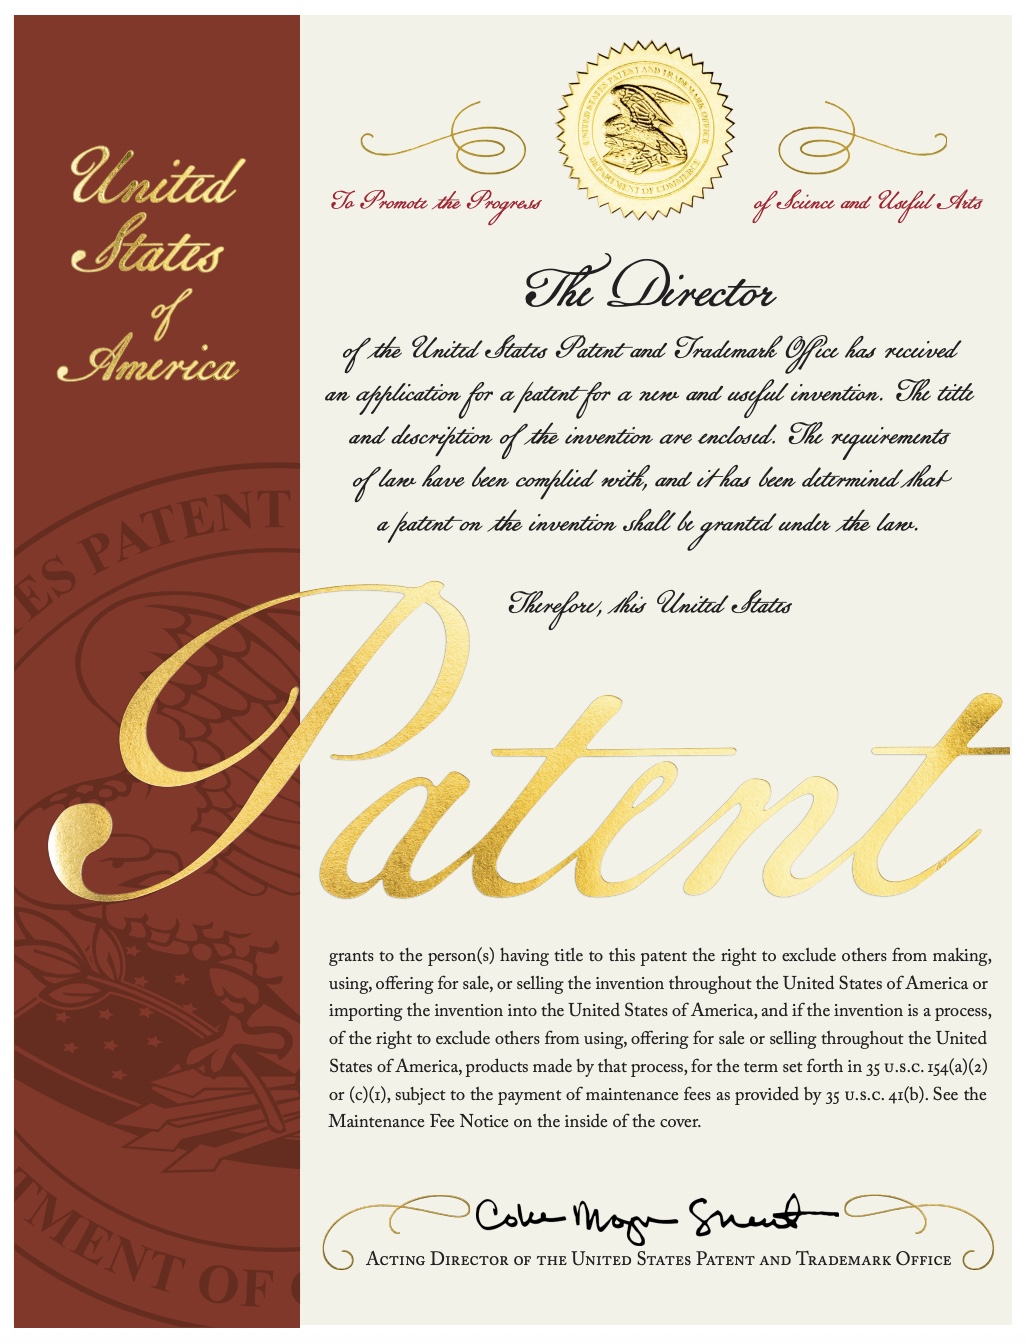 United
States
of
America
UNITED STATES PATENT AND TRADEMARK OFFICE
DEPARTMENT OF COMMERCE
To Promote the Progress
of Science and Useful Arts
The Director
of the United States Patent and Trademark Office has received
an application for a patent for a new and useful invention. The title
and description of the invention are enclosed. The requirements
of law have been complied with, and it has been determined that
a patent on the invention shall be granted under the law.
Therefore, this United States
Patent
ES PATENT
grants to the person(s) having title to this patent the right to exclude others from making,
using, offering for sale, or selling the invention throughout the United States of America or
importing the invention into the United States of America, and if the invention is a process,
of the right to exclude others from using, offering for sale or selling throughout the United
States of America, products made by that process, for the term set forth in 35 U.S.C. 154(a)(2)
or (c)(1), subject to the payment of maintenance fees as provided by 35 U.S.C. 41(b). See the
Maintenance Fee Notice on the inside of the cover.
TMENT OF
Acting Director of the United States Patent and Trademark Office